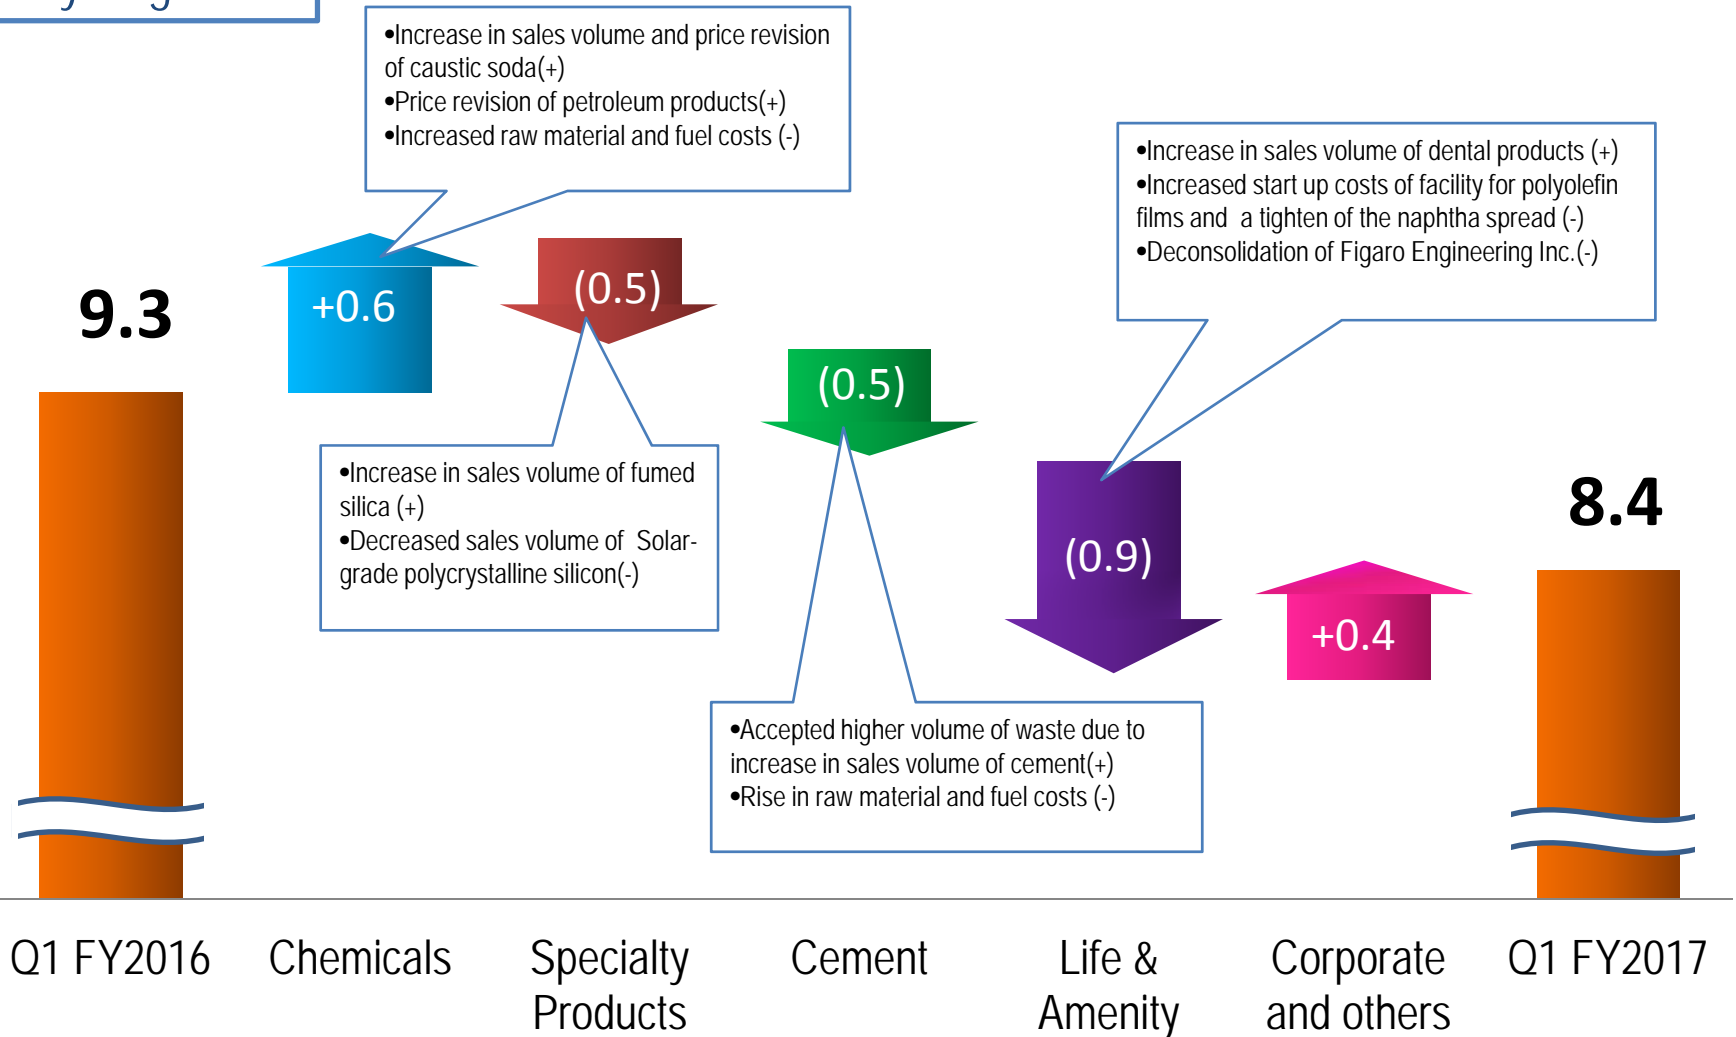 •Increase in sales volume and price revision
of caustic soda(+)
•Price revision of petroleum products(+)
•Increased raw material and fuel costs (-)
•Increase in sales volume of dental products (+)
•Increased start up costs of facility for polyolefin
films and  a tighten of the naphtha spread (-)
•Deconsolidation of Figaro Engineering Inc.(-)
9.3
+0.6
(0.5)
(0.5)
(0.9)
+0.4
8.4
•Increase in sales volume of fumed
silica (+)
•Decreased sales volume of  Solar-
grade polycrystalline silicon(-)
•Accepted higher volume of waste due to
increase in sales volume of cement(+)
•Rise in raw material and fuel costs (-)
Q1 FY2016
Chemicals
Specialty
Products
Cement
Life &
Amenity
Corporate
and others
Q1 FY2017